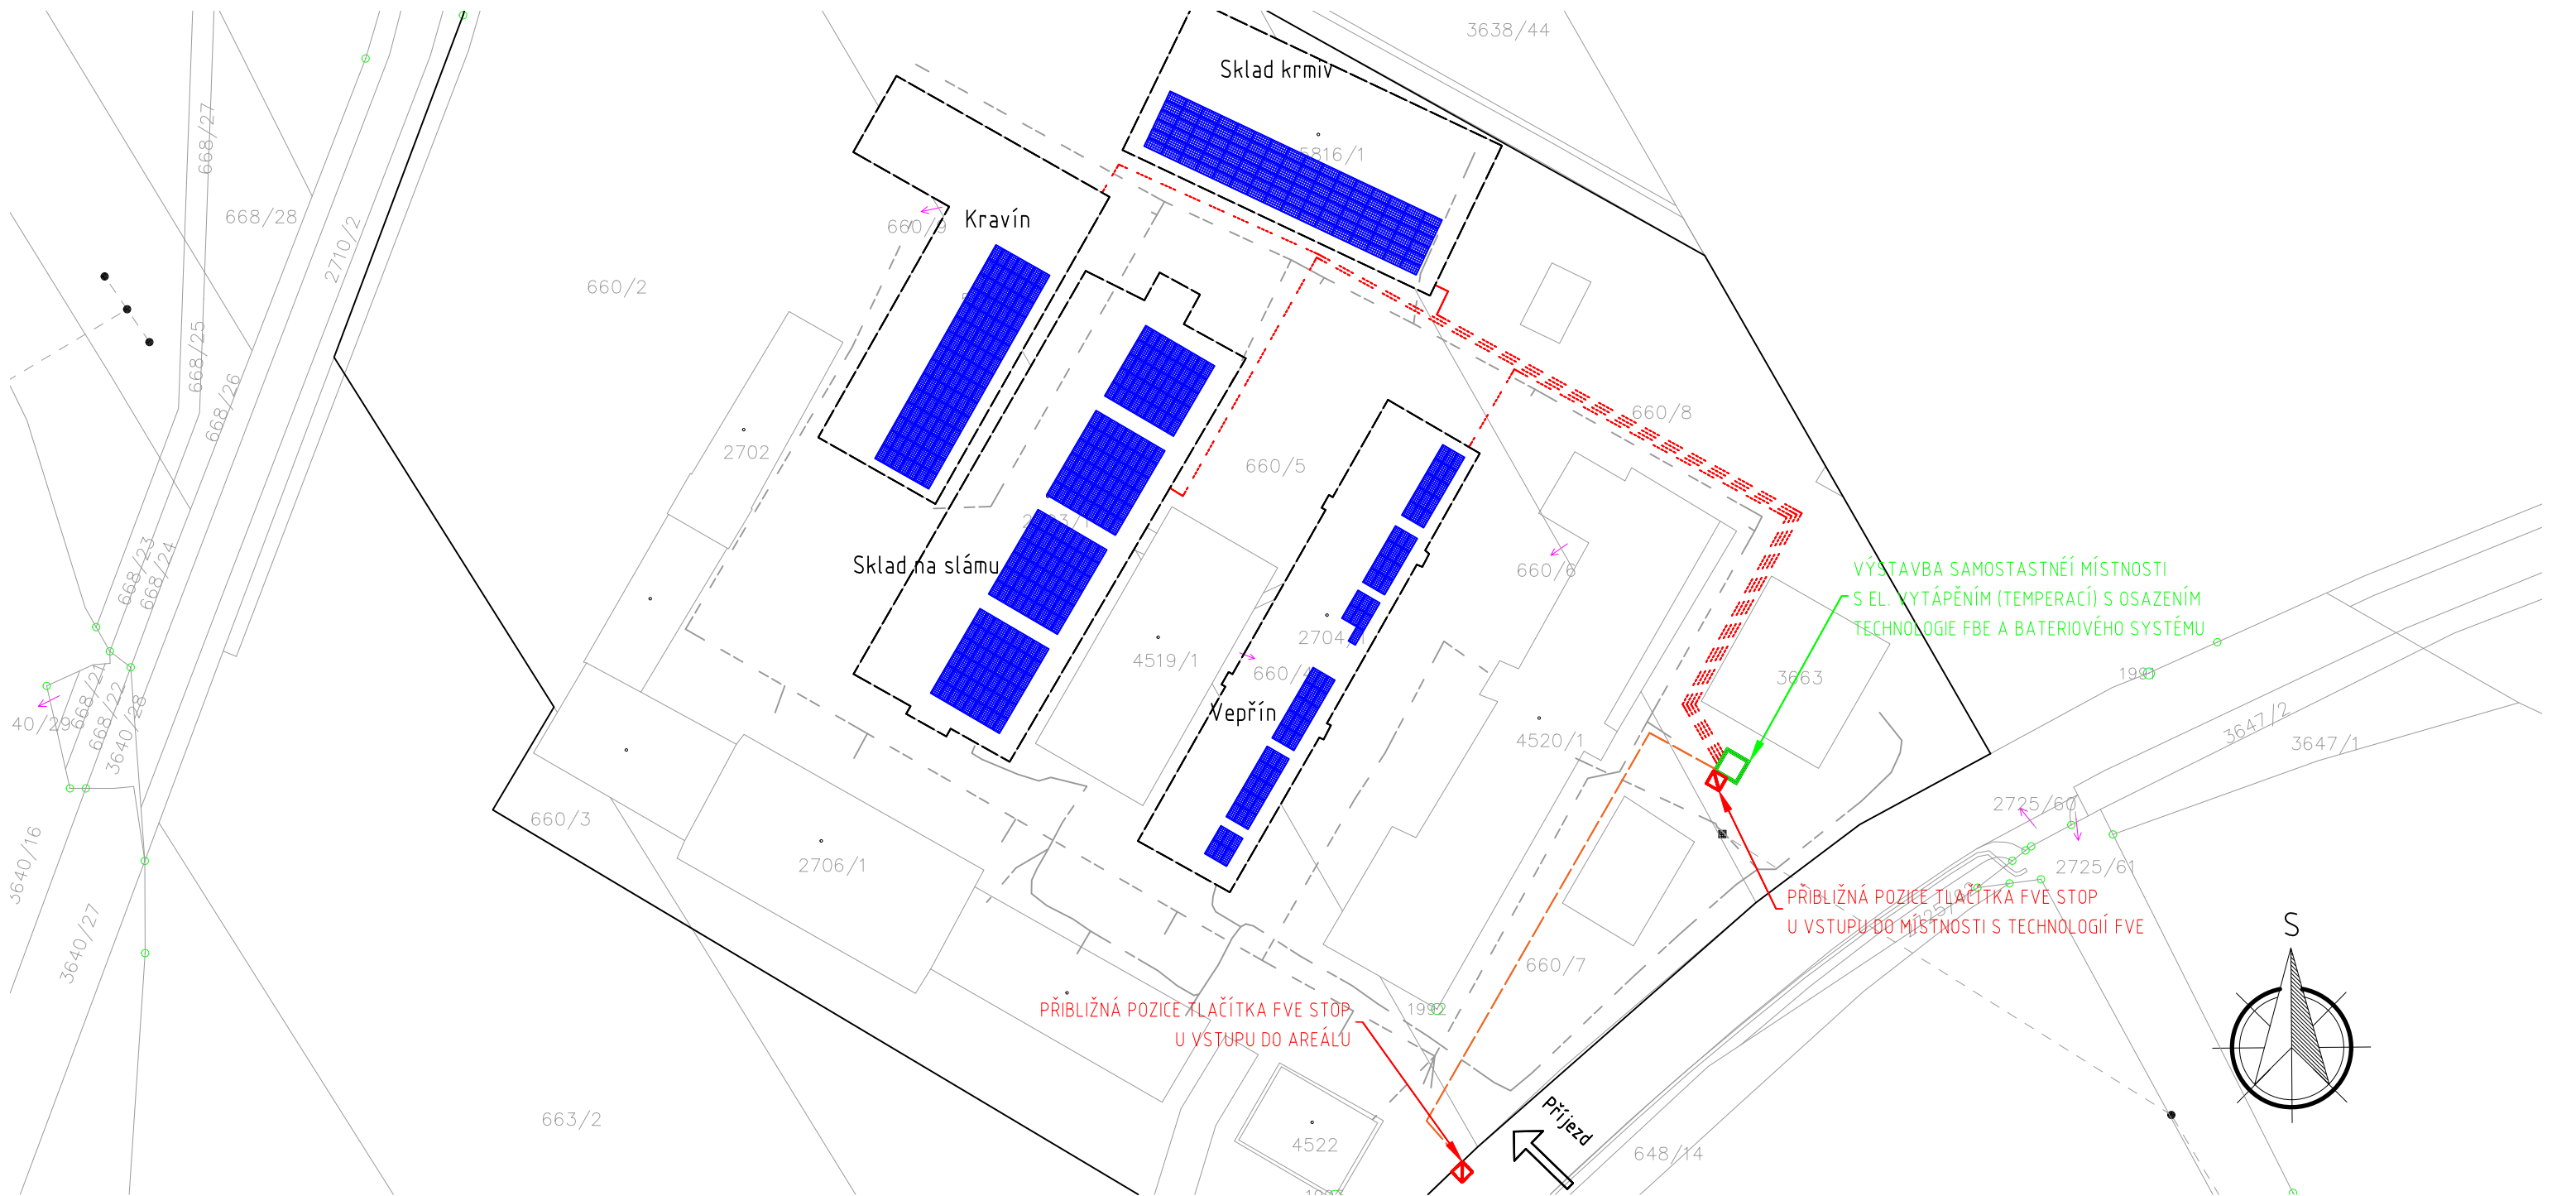 3638/44
Sklad krmiv
668/27
5816/1
668/28
Kravín
660/9
2710/2
660/2
668/25
668/26
660/8
2702
660/5
Sklad na slámu
668/23
668/24
660/6
VÝSTAVBA SAMOSTASTNÉÍ MÍSTNOSTI
S EL. VYTÁPĚNÍM (TEMPERACÍ) S OSAZENÍM
TECHNOLOGIE FBE A BATERIOVÉHO SYSTÉMU
2704/1
4519/1
660/4
3663
1991
668/21
668/22
40/29
3640/28
Vepřín
4520/1
3647/2
3647/1
660/3
2725/60
3640/16
2706/1
2725/61
PŘIBLIŽNÁ POZICE TLAČÍTKA FVE STOP
U VSTUPU DO MÍSTNOSTI S TECHNOLOGIÍ FVE
S
3640/27
660/7
PŘIBLIŽNÁ POZICE TLAČÍTKA FVE STOP
U VSTUPU DO AREÁLU
1992
Příjezd
663/2
4522
648/14